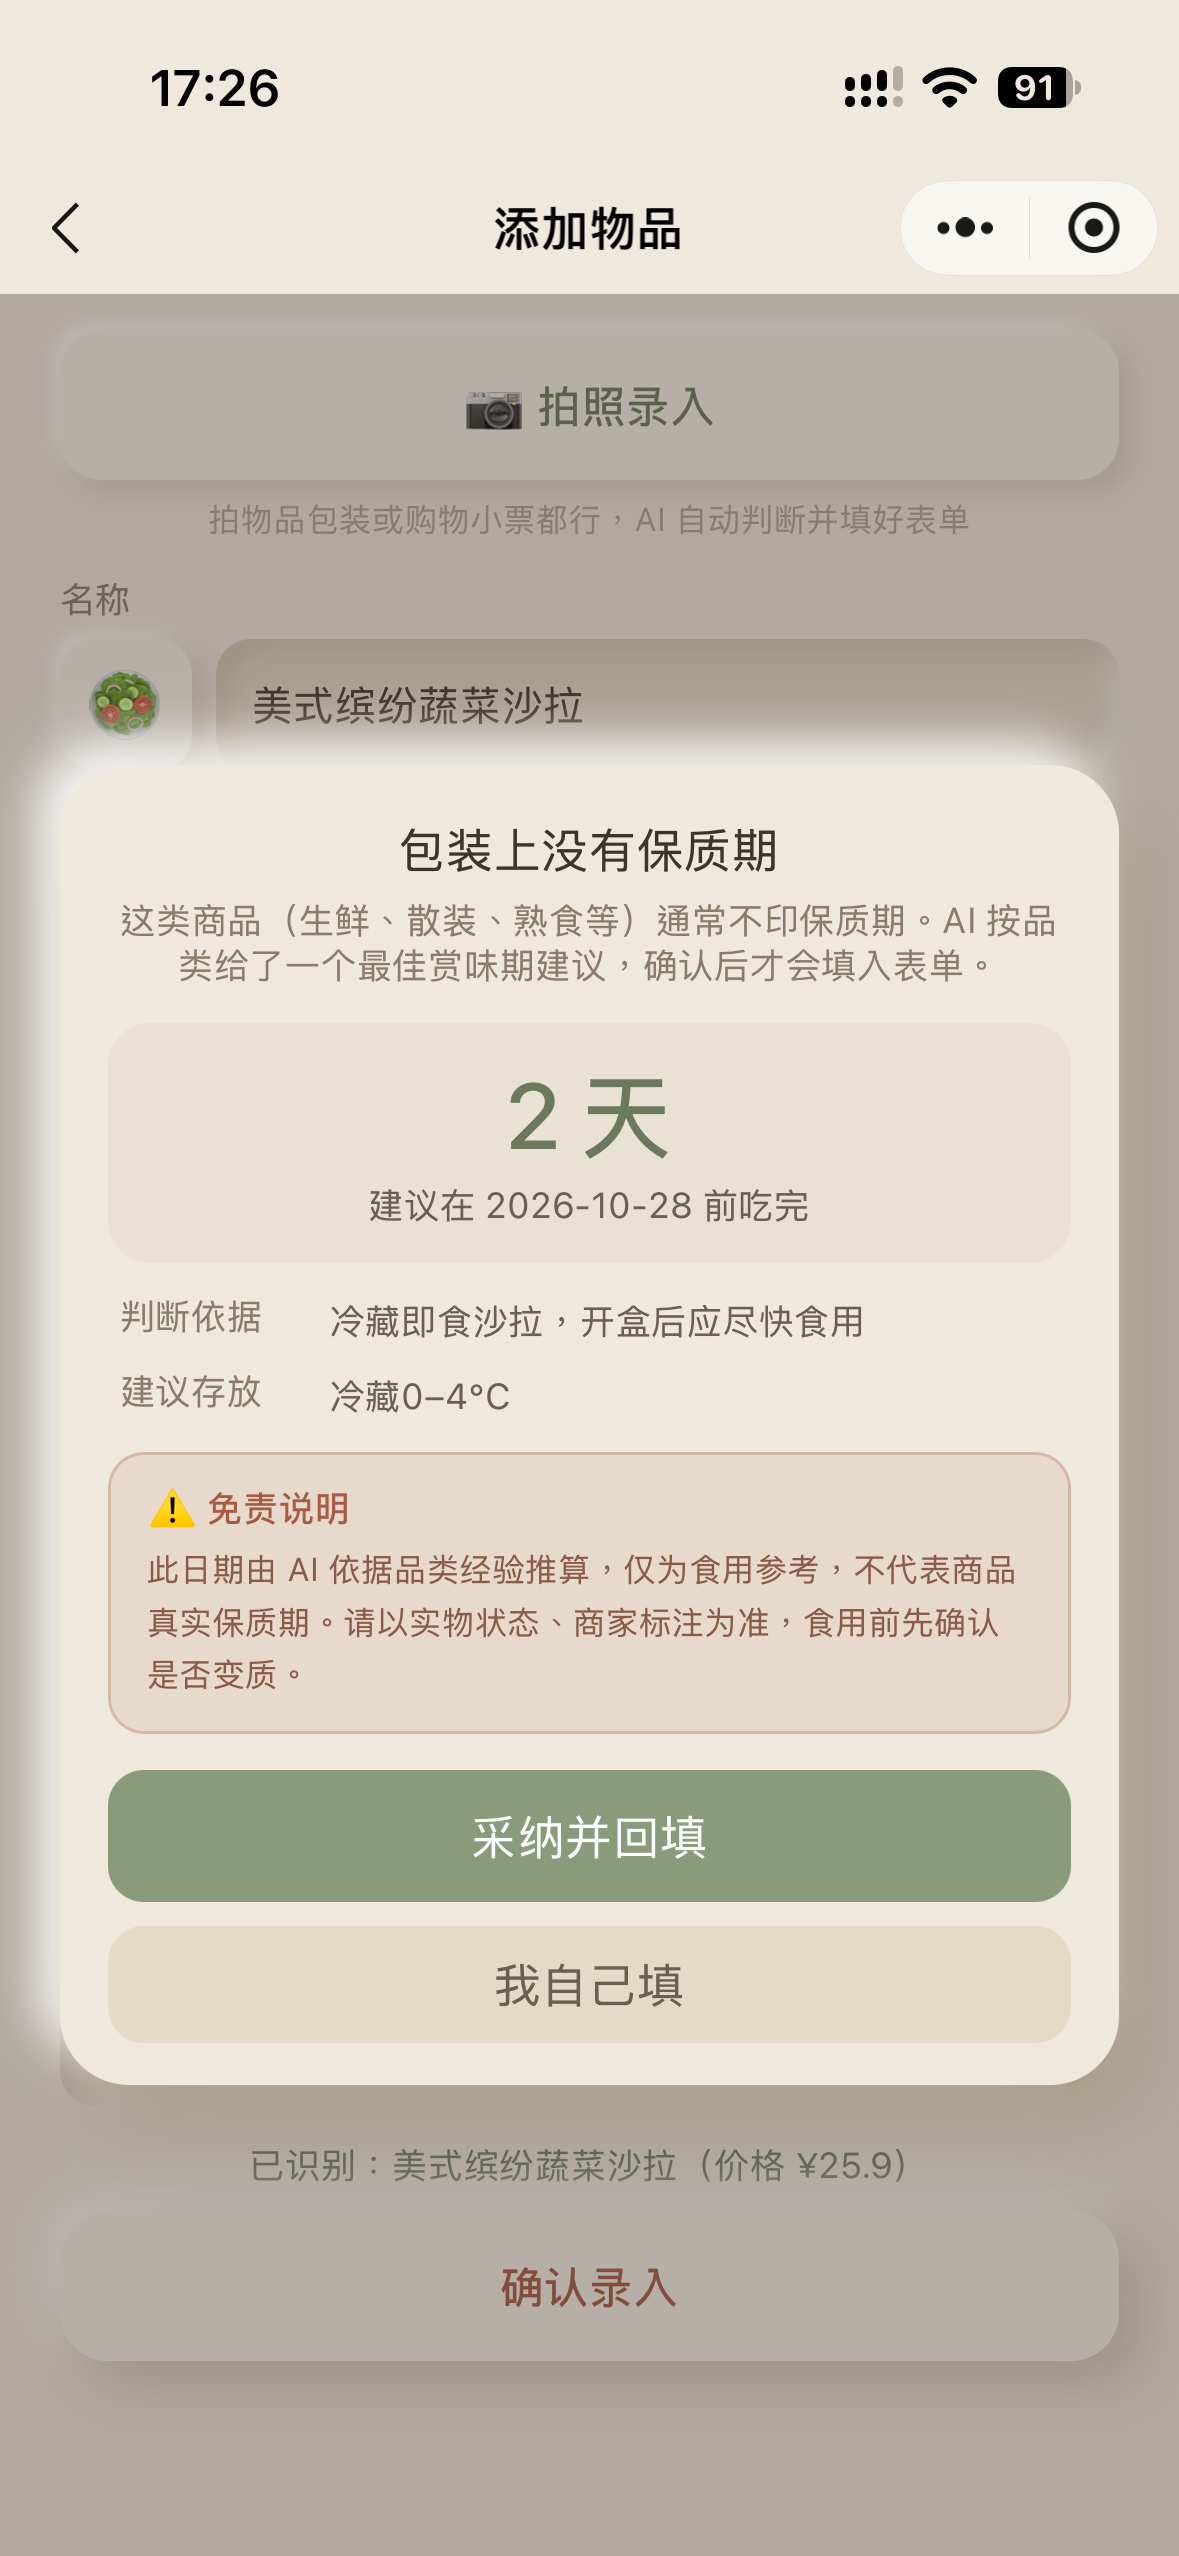 17:26
91
添加物品
拍照录入
拍物品包装或购物小票都行，AI 自动判断并填好表单
名称
美式缤纷蔬菜沙拉
包装上没有保质期
这类商品（生鲜、散装、熟食等）通常不印保质期。AI 按品
类给了一个最佳赏味期建议，确认后才会填入表单。
2 天
建议在 2026-10-28 前吃完
判断依据 冷藏即食沙拉，开盒后应尽快食用
建议存放 冷藏0–4°C
⚠️ 免责说明
此日期由 AI 依据品类经验推算，仅为食用参考，不代表商品
真实保质期。请以实物状态、商家标注为准，食用前先确认
是否变质。
采纳并回填
我自己填
已识别：美式缤纷蔬菜沙拉（价格 ¥25.9）
确认录入